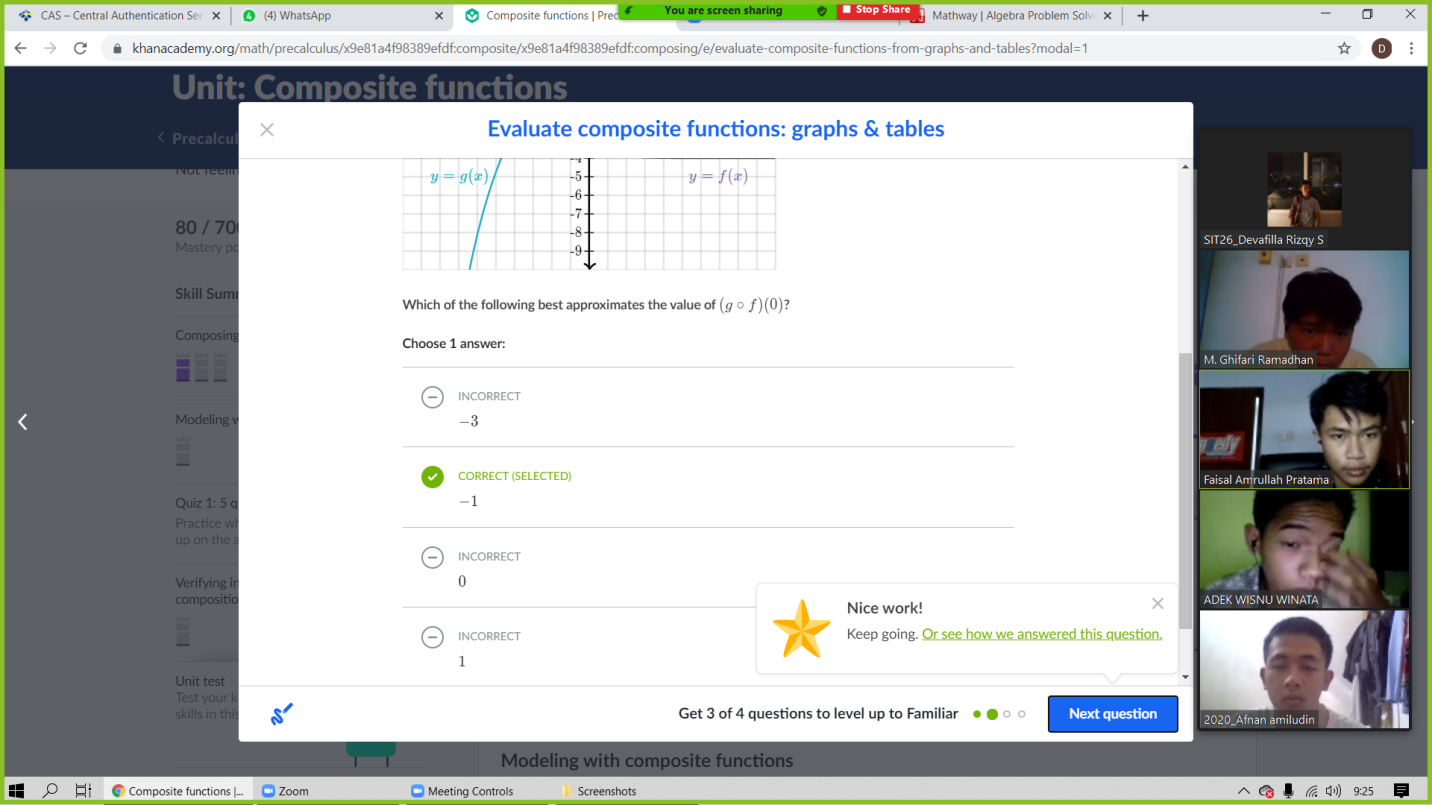 CAS – Central Authentication Ser
(4) WhatsApp
Composite functions | Prec
You are screen sharing
Stop Share
Mathway | Algebra Problem Solv
khanacademy.org/math/precalculus/x9e81a4f98389efdf:composite/x9e81a4f98389efdf:composing/e/evaluate-composite-functions-from-graphs-and-tables?modal=1
D
Unit: Composite functions
Precalcul
Not feelin
80 / 700
Mastery po
Skill Summ
Composing
Modeling w
Quiz 1: 5 q
Practice wh
up on the a
Verifying in
compositio
Unit test
Test your k
skills in this
Evaluate composite functions: graphs & tables
y = g(x)
-5
y = f(x)
-6
-7
-8
-9
Which of the following best approximates the value of (g ∘ f)(0)?
Choose 1 answer:
INCORRECT
−3
CORRECT (SELECTED)
−1
INCORRECT
0
INCORRECT
1
Nice work!
Keep going. Or see how we answered this question.
Get 3 of 4 questions to level up to Familiar
Next question
Modeling with composite functions
SIT26_Devafilla Rizqy S
M. Ghifari Ramadhan
Faisal Amrullah Pratama
ADEK WISNU WINATA
2020_Afnan amiludin
Composite functions |...
Zoom
Meeting Controls
Screenshots
9:25